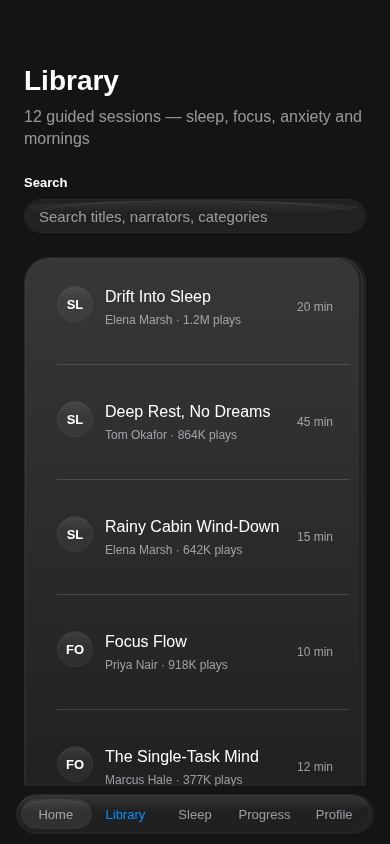 Library
12 guided sessions — sleep, focus, anxiety and
mornings
Search
Search titles, narrators, categories
SL
Drift Into Sleep
Elena Marsh · 1.2M plays
20 min
SL
Deep Rest, No Dreams
Tom Okafor · 864K plays
45 min
SL
Rainy Cabin Wind-Down
Elena Marsh · 642K plays
15 min
FO
Focus Flow
Priya Nair · 918K plays
10 min
FO
The Single-Task Mind
Marcus Hale · 377K plays
12 min
Home Library Sleep Progress Profile